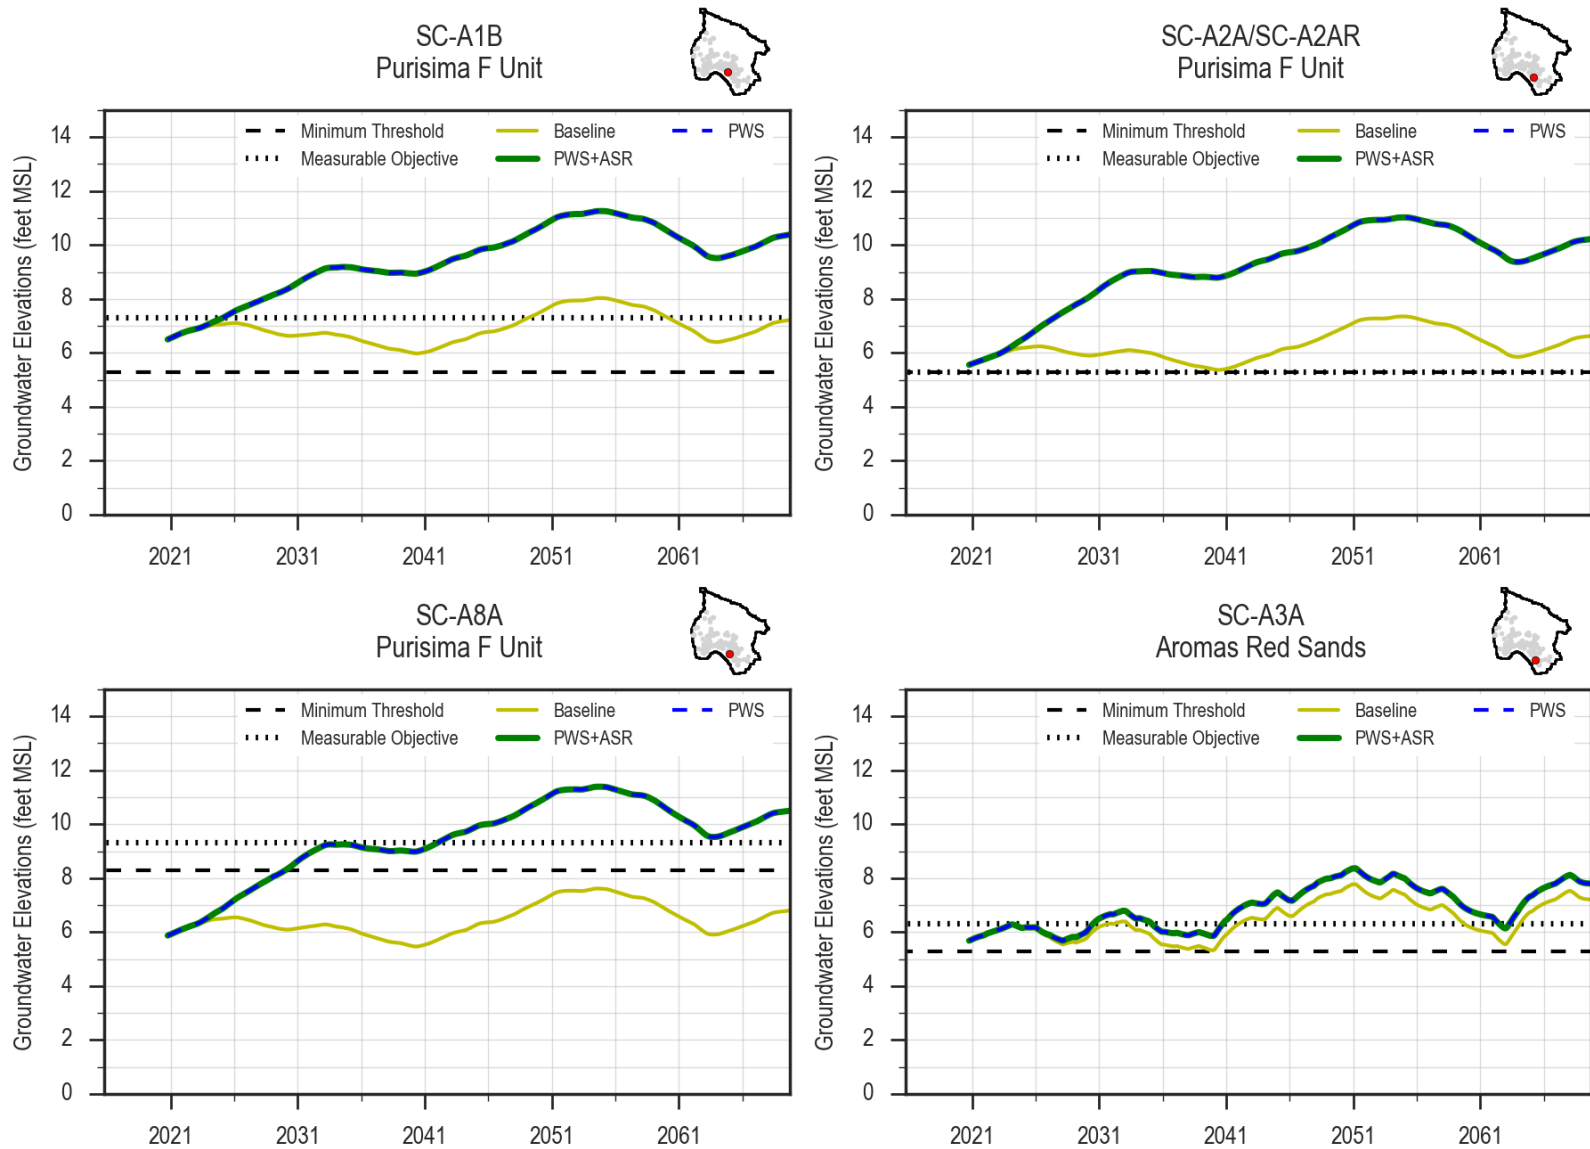 SC-A1B
Purisima F Unit
Groundwater Elevations (feet MSL)
Minimum Threshold
Measurable Objective
Baseline
PWS+ASR
PWS
14
12
10
8
6
4
2
0
2021 2031 2041 2051 2061
SC-A2A/SC-A2AR
Purisima F Unit
Groundwater Elevations (feet MSL)
Minimum Threshold
Measurable Objective
Baseline
PWS+ASR
PWS
14
12
10
8
6
4
2
0
2021 2031 2041 2051 2061
SC-A8A
Purisima F Unit
Groundwater Elevations (feet MSL)
Minimum Threshold
Measurable Objective
Baseline
PWS+ASR
PWS
14
12
10
8
6
4
2
0
2021 2031 2041 2051 2061
SC-A3A
Aromas Red Sands
Groundwater Elevations (feet MSL)
Minimum Threshold
Measurable Objective
Baseline
PWS+ASR
PWS
14
12
10
8
6
4
2
0
2021 2031 2041 2051 2061